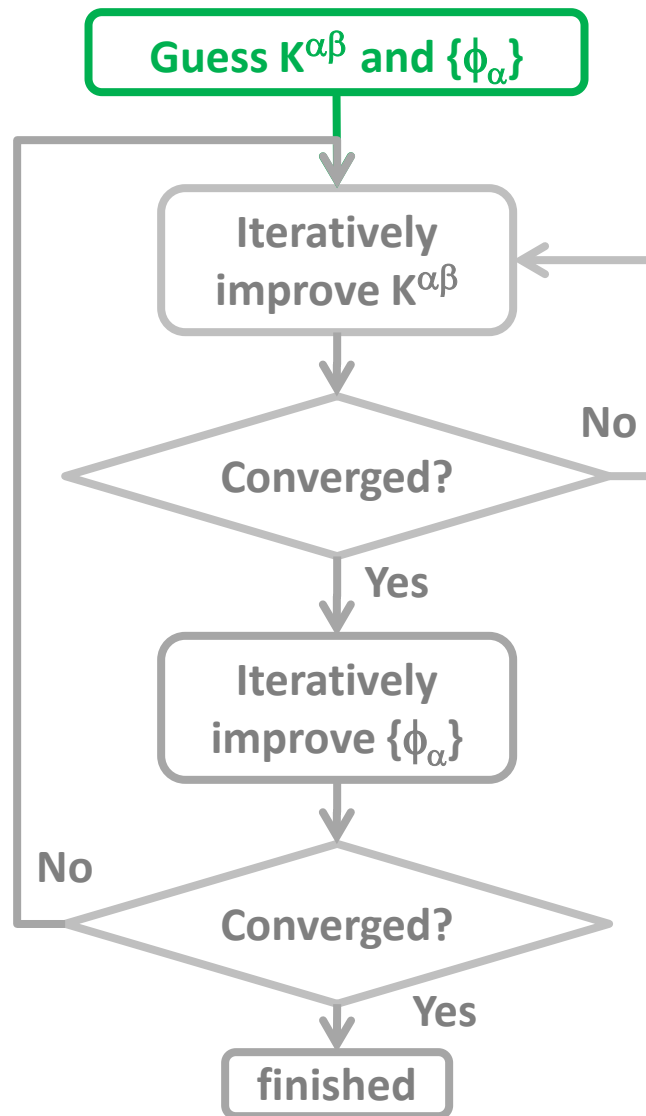 Guess K^αβ and {ϕ_α}
Iteratively
improve K^αβ
No
Converged?
Yes
Iteratively
improve {ϕ_α}
No
Converged?
Yes
finished